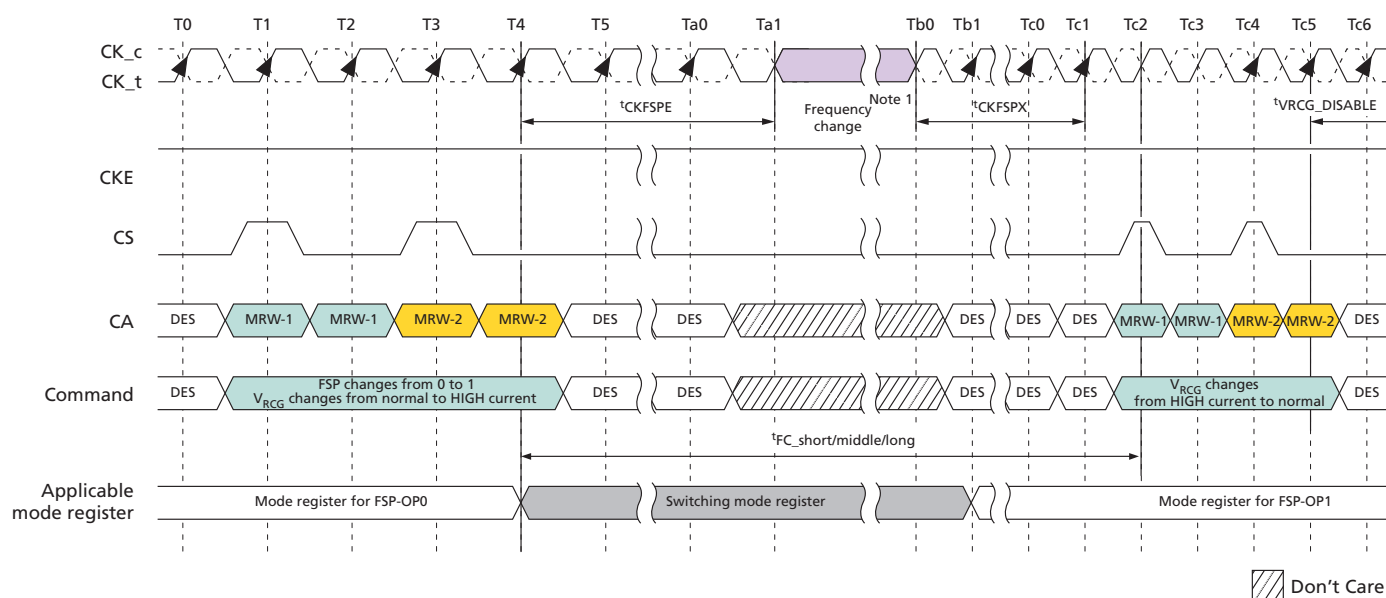 T0 T1 T2 T3 T4 T5 Ta0 Ta1 Tb0 Tb1 Tc0 Tc1 Tc2 Tc3 Tc4 Tc5 Tc6
CK_c
CK_t
tCKFSPE
Frequency
change
Note 1
tCKFSPX
tVRCG_DISABLE
CKE
CS
CA
DES MRW-1 MRW-1 MRW-2 MRW-2 DES DES DES DES DES MRW-1 MRW-1 MRW-2 MRW-2 DES
Command
DES
FSP changes from 0 to 1
VRCG changes from normal to HIGH current
DES DES DES DES DES
VRCG changes
from HIGH current to normal
DES
tFC_short/middle/long
Applicable
mode register
Mode register for FSP-OP0
Switching mode register
Mode register for FSP-OP1
Don't Care